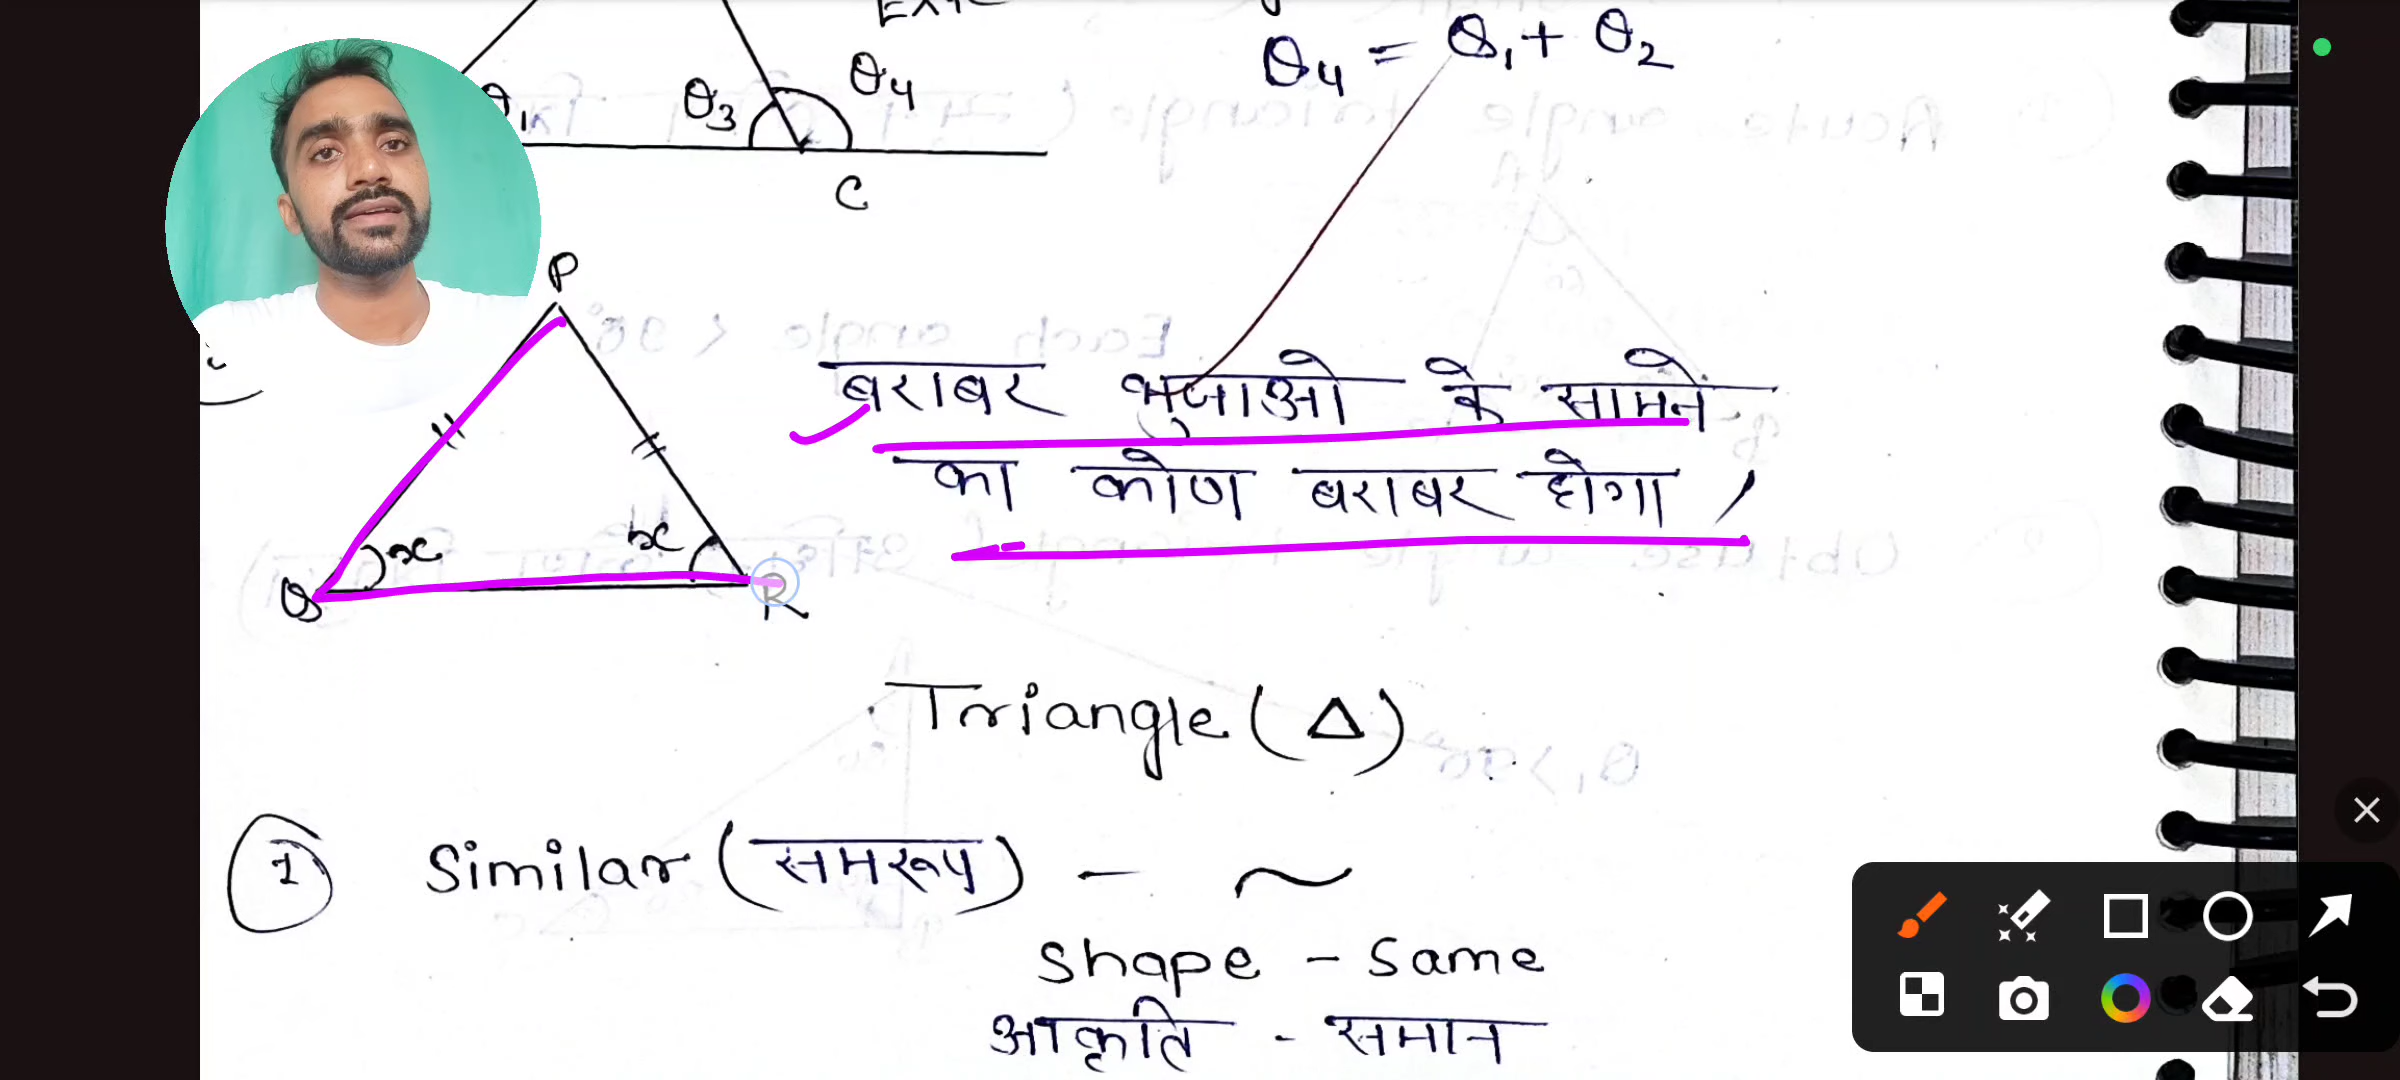 θ₄ = θ₁ + θ₂
θ₃ θ₄
C
P
बराबर भुजाओ के सामने
का कोण बराबर होगा,
x x
Q R
Triangle (Δ)
1 Similar (समरूप) - ~
Shape - Same
आकृति - समान